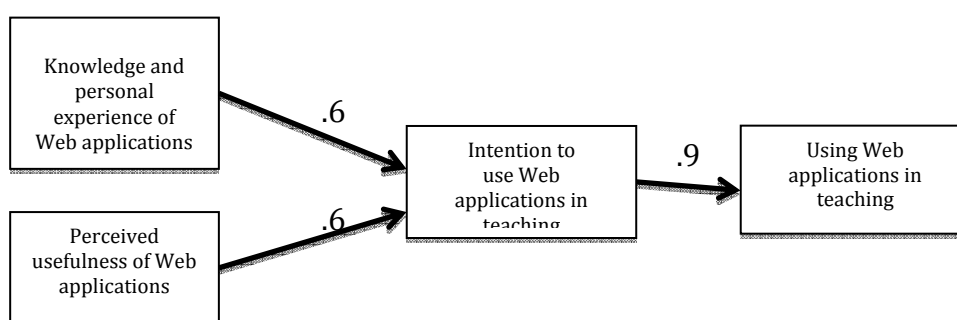 Knowledge and
personal
experience of
Web applications
.6
Perceived
usefulness of Web
applications
.6
Intention to
use Web
applications in
teaching
.9
Using Web
applications in
teaching